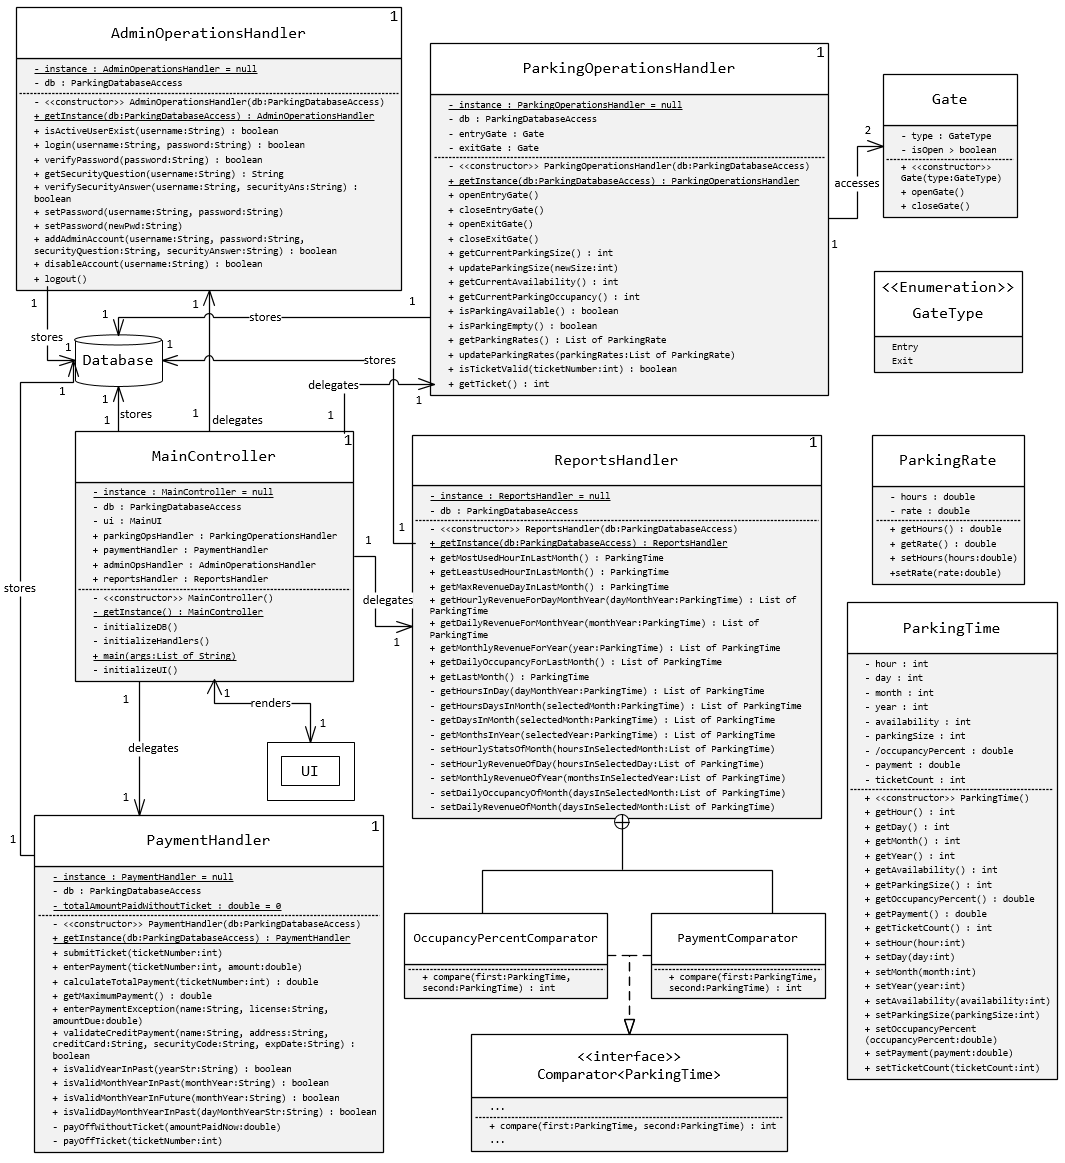 1
AdminOperationsHandler
- instance : AdminOperationsHandler = null
- db : ParkingDatabaseAccess
- <<constructor>> AdminOperationsHandler(db:ParkingDatabaseAccess)
+ getInstance(db:ParkingDatabaseAccess) : AdminOperationsHandler
+ isActiveUserExist(username:String) : boolean
+ login(username:String, password:String) : boolean
+ verifyPassword(password:String) : boolean
+ getSecurityQuestion(username:String) : String
+ verifySecurityAnswer(username:String, securityAns:String) :
boolean
+ setPassword(username:String, password:String)
+ setPassword(newPwd:String)
+ addAdminAccount(username:String, password:String,
securityQuestion:String, securityAnswer:String) : boolean
+ disableAccount(username:String) : boolean
+ logout()
1
ParkingOperationsHandler
- instance : ParkingOperationsHandler = null
- db : ParkingDatabaseAccess
- entryGate : Gate
- exitGate : Gate
- <<constructor>> ParkingOperationsHandler(db:ParkingDatabaseAccess)
+ getInstance(db:ParkingDatabaseAccess) : ParkingOperationsHandler
+ openEntryGate()
+ closeEntryGate()
+ openExitGate()
+ closeExitGate()
+ getCurrentParkingSize() : int
+ updateParkingSize(newSize:int)
+ getCurrentAvailability() : int
+ getCurrentParkingOccupancy() : int
+ isParkingAvailable() : boolean
+ isParkingEmpty() : boolean
+ getParkingRates() : List of ParkingRate
+ updateParkingRates(parkingRates:List of ParkingRate)
+ isTicketValid(ticketNumber:int) : boolean
+ getTicket() : int
2
accesses
1
Gate
- type : GateType
- isOpen > boolean
+ <<constructor>>
Gate(type:GateType)
+ openGate()
+ closeGate()
<<Enumeration>>
GateType
Entry
Exit
1
stores
1
1
1
1
stores
1
Database
1
stores
1
1
1
stores
1
delegates
delegates
1
1
1
MainController
- instance : MainController = null
- db : ParkingDatabaseAccess
- ui : MainUI
+ parkingOpsHandler : ParkingOperationsHandler
+ paymentHandler : PaymentHandler
+ adminOpsHandler : AdminOperationsHandler
+ reportsHandler : ReportsHandler
- <<constructor>> MainController()
- getInstance() : MainController
- initializeDB()
- initializeHandlers()
+ main(args:List of String)
- initializeUI()
1
1
delegates
1
1
ReportsHandler
- instance : ReportsHandler = null
- db : ParkingDatabaseAccess
- <<constructor>> ReportsHandler(db:ParkingDatabaseAccess)
+ getInstance(db:ParkingDatabaseAccess) : ReportsHandler
+ getMostUsedHourInLastMonth() : ParkingTime
+ getLeastUsedHourInLastMonth() : ParkingTime
+ getMaxRevenueDayInLastMonth() : ParkingTime
+ getHourlyRevenueForDayMonthYear(dayMonthYear:ParkingTime) : List of
ParkingTime
+ getDailyRevenueForMonthYear(monthYear:ParkingTime) : List of
ParkingTime
+ getMonthlyRevenueForYear(year:ParkingTime) : List of ParkingTime
+ getDailyOccupancyForLastMonth() : List of ParkingTime
+ getLastMonth() : ParkingTime
- getHoursInDay(dayMonthYear:ParkingTime) : List of ParkingTime
- getHoursDaysInMonth(selectedMonth:ParkingTime) : List of ParkingTime
- getDaysInMonth(selectedMonth:ParkingTime) : List of ParkingTime
- getMonthsInYear(selectedYear:ParkingTime) : List of ParkingTime
- setHourlyStatsOfMonth(hoursInSelectedMonth:List of ParkingTime)
- setHourlyRevenueOfDay(hoursInSelectedDay:List of ParkingTime)
- setMonthlyRevenueOfYear(monthsInSelectedYear:List of ParkingTime)
- setDailyOccupancyOfMonth(daysInSelectedMonth:List of ParkingTime)
- setDailyRevenueOfMonth(daysInSelectedMonth:List of ParkingTime)
ParkingRate
- hours : double
- rate : double
+ getHours() : double
+ getRate() : double
+ setHours(hours:double)
+setRate(rate:double)
ParkingTime
- hour : int
- day : int
- month : int
- year : int
- availability : int
- parkingSize : int
- /occupancyPercent : double
- payment : double
- ticketCount : int
+ <<constructor>> ParkingTime()
+ getHour() : int
+ getDay() : int
+ getMonth() : int
+ getYear() : int
+ getAvailability() : int
+ getParkingSize() : int
+ getOccupancyPercent() : double
+ getPayment() : double
+ getTicketCount() : int
+ setHour(hour:int)
+ setDay(day:int)
+ setMonth(month:int)
+ setYear(year:int)
+ setAvailability(availability:int)
+ setParkingSize(parkingSize:int)
+ setOccupancyPercent
(occupancyPercent:double)
+ setPayment(payment:double)
+ setTicketCount(ticketCount:int)
stores
1
1
delegates
1
1
renders
1
UI
1
PaymentHandler
- instance : PaymentHandler = null
- db : ParkingDatabaseAccess
- totalAmountPaidWithoutTicket : double = 0
- <<constructor>> PaymentHandler(db:ParkingDatabaseAccess)
+ getInstance(db:ParkingDatabaseAccess) : PaymentHandler
+ submitTicket(ticketNumber:int)
+ enterPayment(ticketNumber:int, amount:double)
+ calculateTotalPayment(ticketNumber:int) : double
+ getMaximumPayment() : double
+ enterPaymentException(name:String, license:String,
amountDue:double)
+ validateCreditPayment(name:String, address:String,
creditCard:String, securityCode:String, expDate:String) :
boolean
+ isValidYearInPast(yearStr:String) : boolean
+ isValidMonthYearInPast(monthYear:String) : boolean
+ isValidMonthYearInFuture(monthYear:String) : boolean
+ isValidDayMonthYearInPast(dayMonthYearStr:String) : boolean
- payOffWithoutTicket(amountPaidNow:double)
- payOffTicket(ticketNumber:int)
OccupancyPercentComparator
+ compare(first:ParkingTime,
second:ParkingTime) : int
PaymentComparator
+ compare(first:ParkingTime,
second:ParkingTime) : int
<<interface>>
Comparator<ParkingTime>
...
+ compare(first:ParkingTime, second:ParkingTime) : int
...